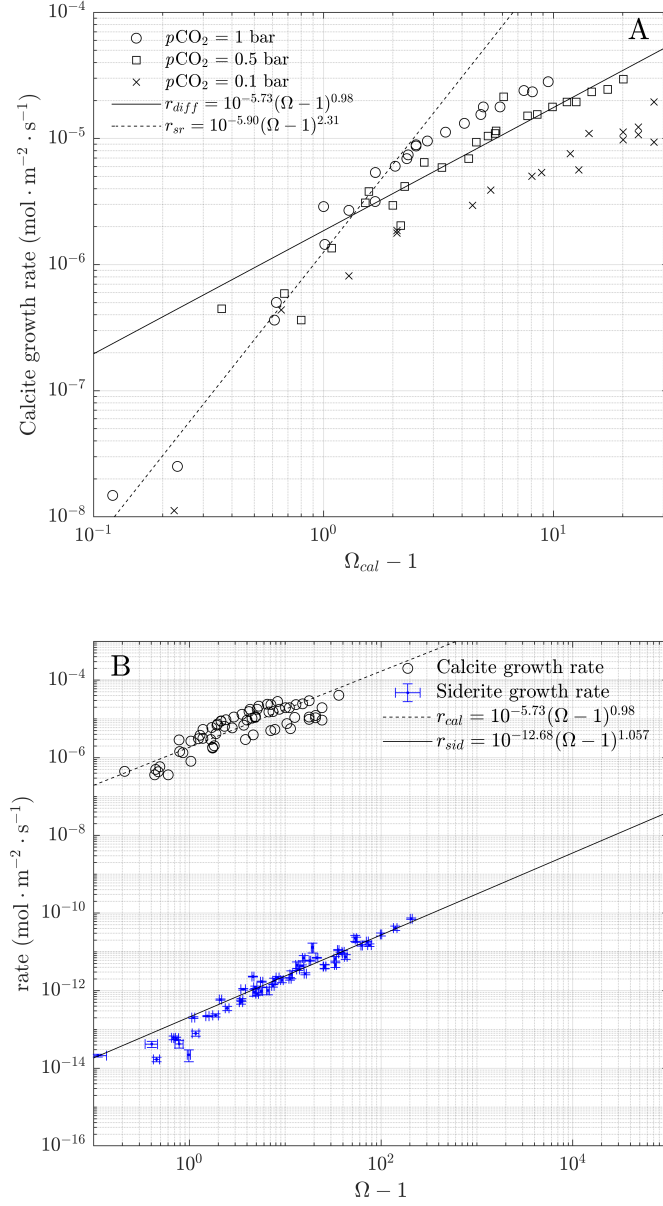 A
pCO₂ = 1 bar
pCO₂ = 0.5 bar
pCO₂ = 0.1 bar
r_diff = 10^−5.73(Ω − 1)^0.98
r_sr = 10^−5.90(Ω − 1)^2.31
Calcite growth rate (mol · m^−2 · s^−1)
10^−4
10^−5
10^−6
10^−7
10^−8
10^−1
10^0
10^1
Ω_cal − 1
B
Calcite growth rate
Siderite growth rate
r_cal = 10^−5.73(Ω − 1)^0.98
r_sid = 10^−12.68(Ω − 1)^1.057
rate (mol · m^−2 · s^−1)
10^−4
10^−6
10^−8
10^−10
10^−12
10^−14
10^−16
10^0
10^2
10^4
Ω − 1